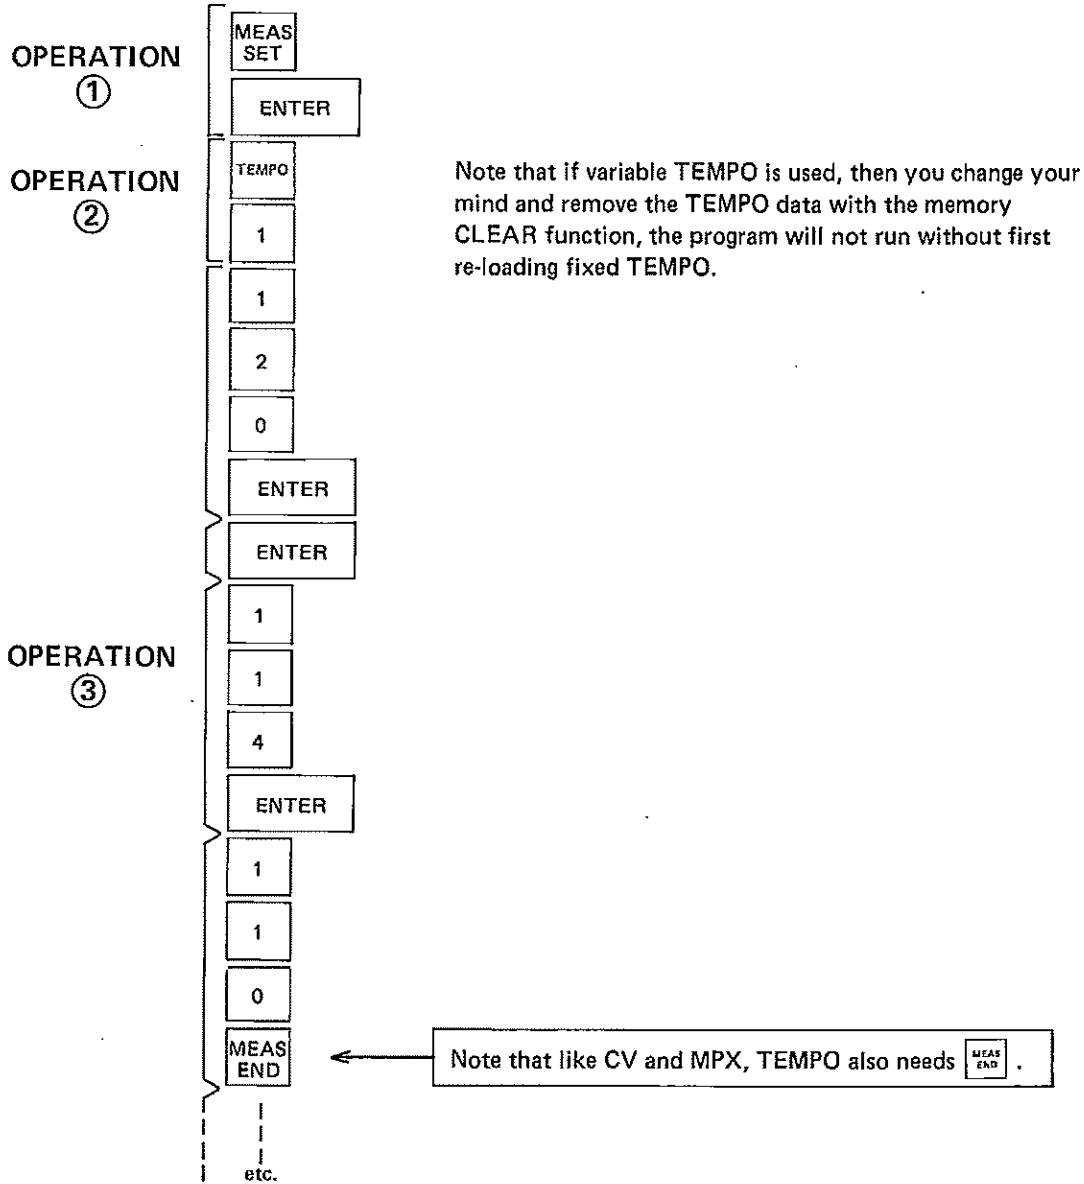 OPERATION
①
MEAS
SET
ENTER
OPERATION
②
TEMPO
1
Note that if variable TEMPO is used, then you change your
mind and remove the TEMPO data with the memory
CLEAR function, the program will not run without first
re-loading fixed TEMPO.
1
2
0
ENTER
ENTER
OPERATION
③
1
1
4
ENTER
1
1
0
MEAS
END
Note that like CV and MPX, TEMPO also needs MEAS END .
etc.